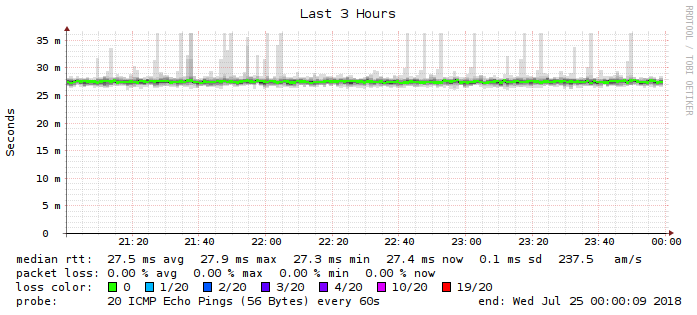 Last 3 Hours
RRDTOOL / TOBI OETIKER
Seconds
35 m
30 m
25 m
20 m
15 m
10 m
5 m
0
21:20 21:40 22:00 22:20 22:40 23:00 23:20 23:40 00:00
median rtt: 27.5 ms avg 27.9 ms max 27.3 ms min 27.4 ms now 0.1 ms sd 237.5 am/s
packet loss: 0.00 % avg 0.00 % max 0.00 % min 0.00 % now
loss color: 0 1/20 2/20 3/20 4/20 10/20 19/20
probe: 20 ICMP Echo Pings (56 Bytes) every 60s end: Wed Jul 25 00:00:09 2018